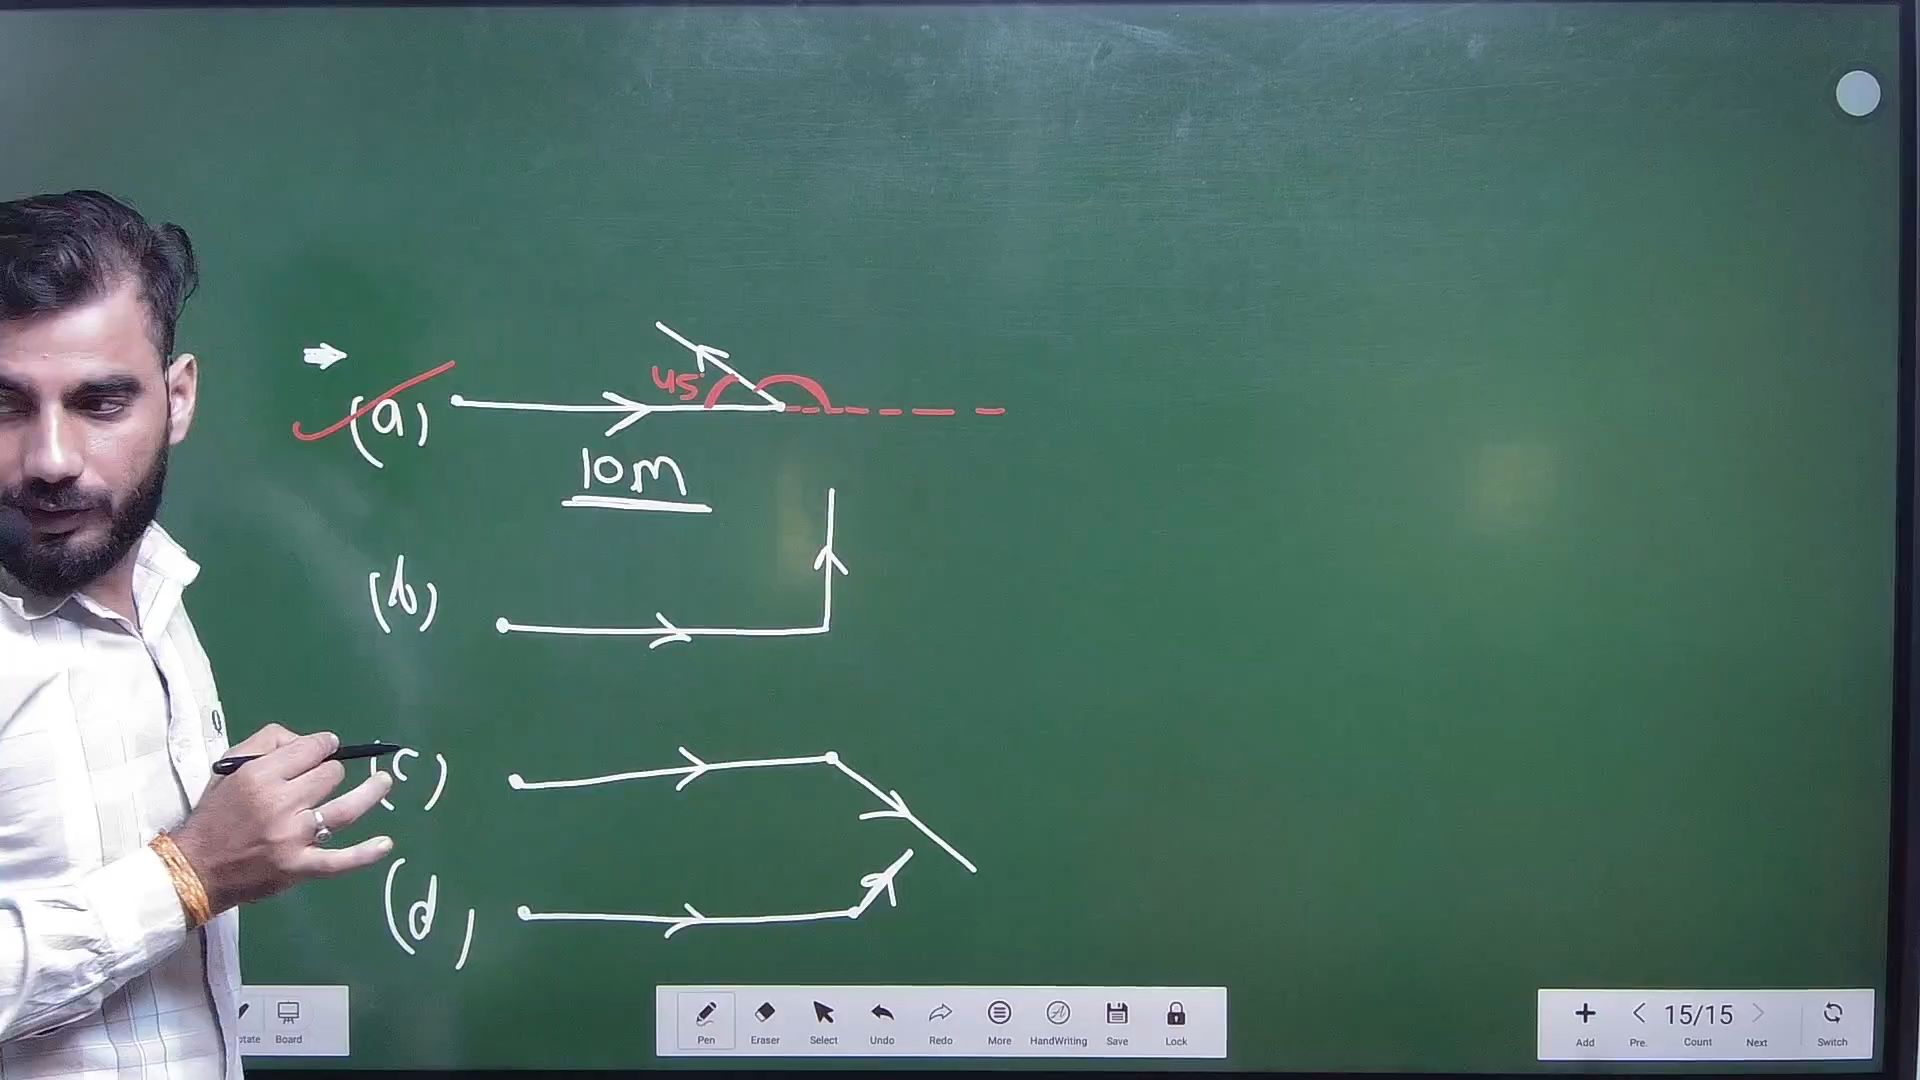 45°
(a)
10m
(b)
(c)
(d)
otate Board
Pen Eraser Select Undo Redo More HandWriting Save Lock
15/15
Add Pre. Count Next Switch